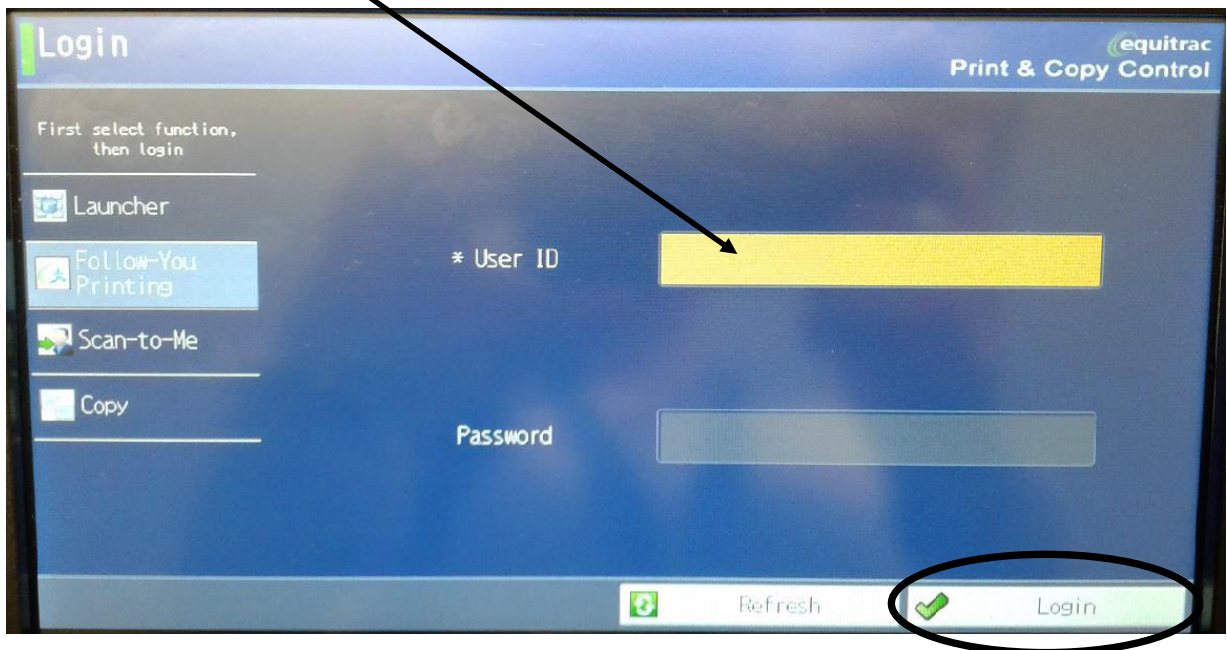 Login
equitrac
Print & Copy Control
First select function,
then login
Launcher
Follow-You
Printing
Scan-to-Me
Copy
* User ID
Password
Refresh
Login